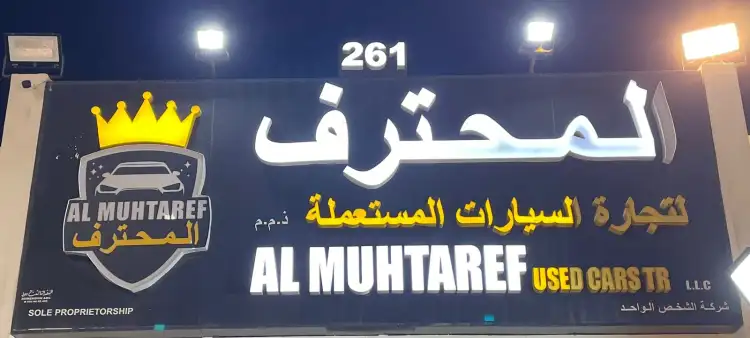 261
المحترف
لتجارة السيارات المستعملة ذ.م.م
AL MUHTAREF USED CARS TR L.L.C
شركة الشخص الواحد
AL MUHTAREF
المحترف
SOLE PROPRIETORSHIP